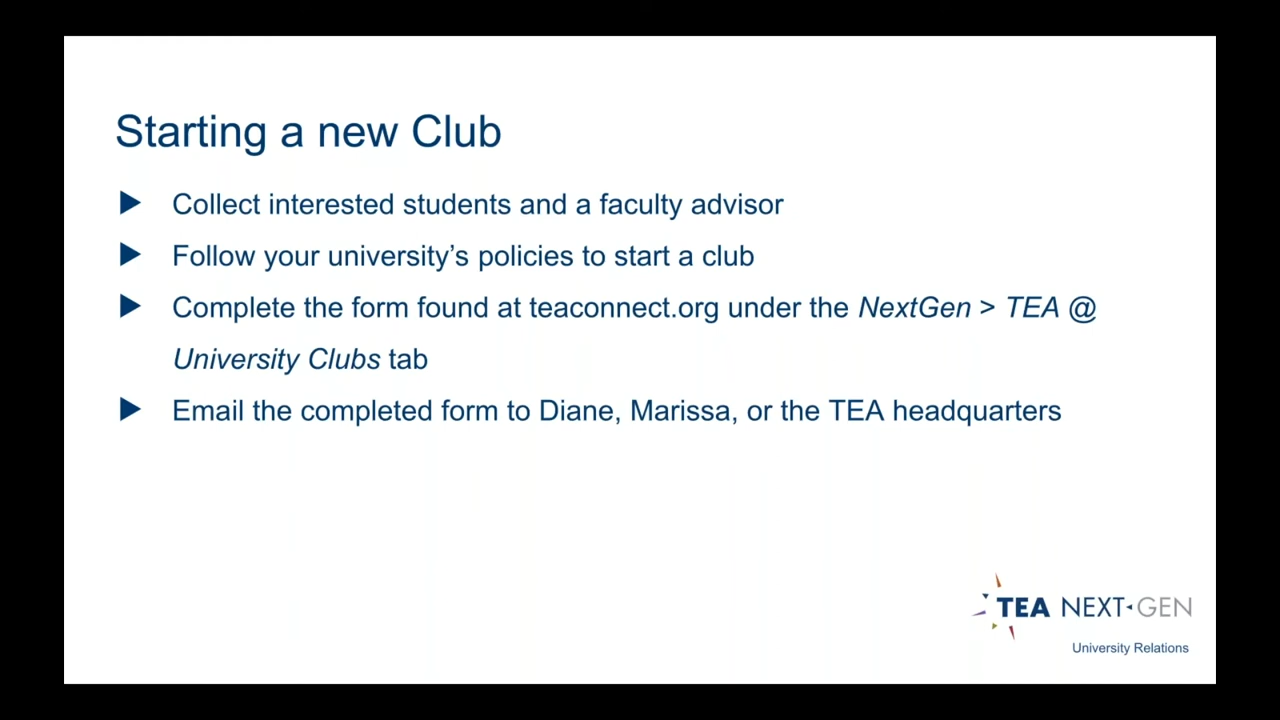 Starting a new Club
Collect interested students and a faculty advisor
Follow your university’s policies to start a club
Complete the form found at teaconnect.org under the NextGen > TEA @
University Clubs tab
Email the completed form to Diane, Marissa, or the TEA headquarters
TEA NEXT GEN
University Relations